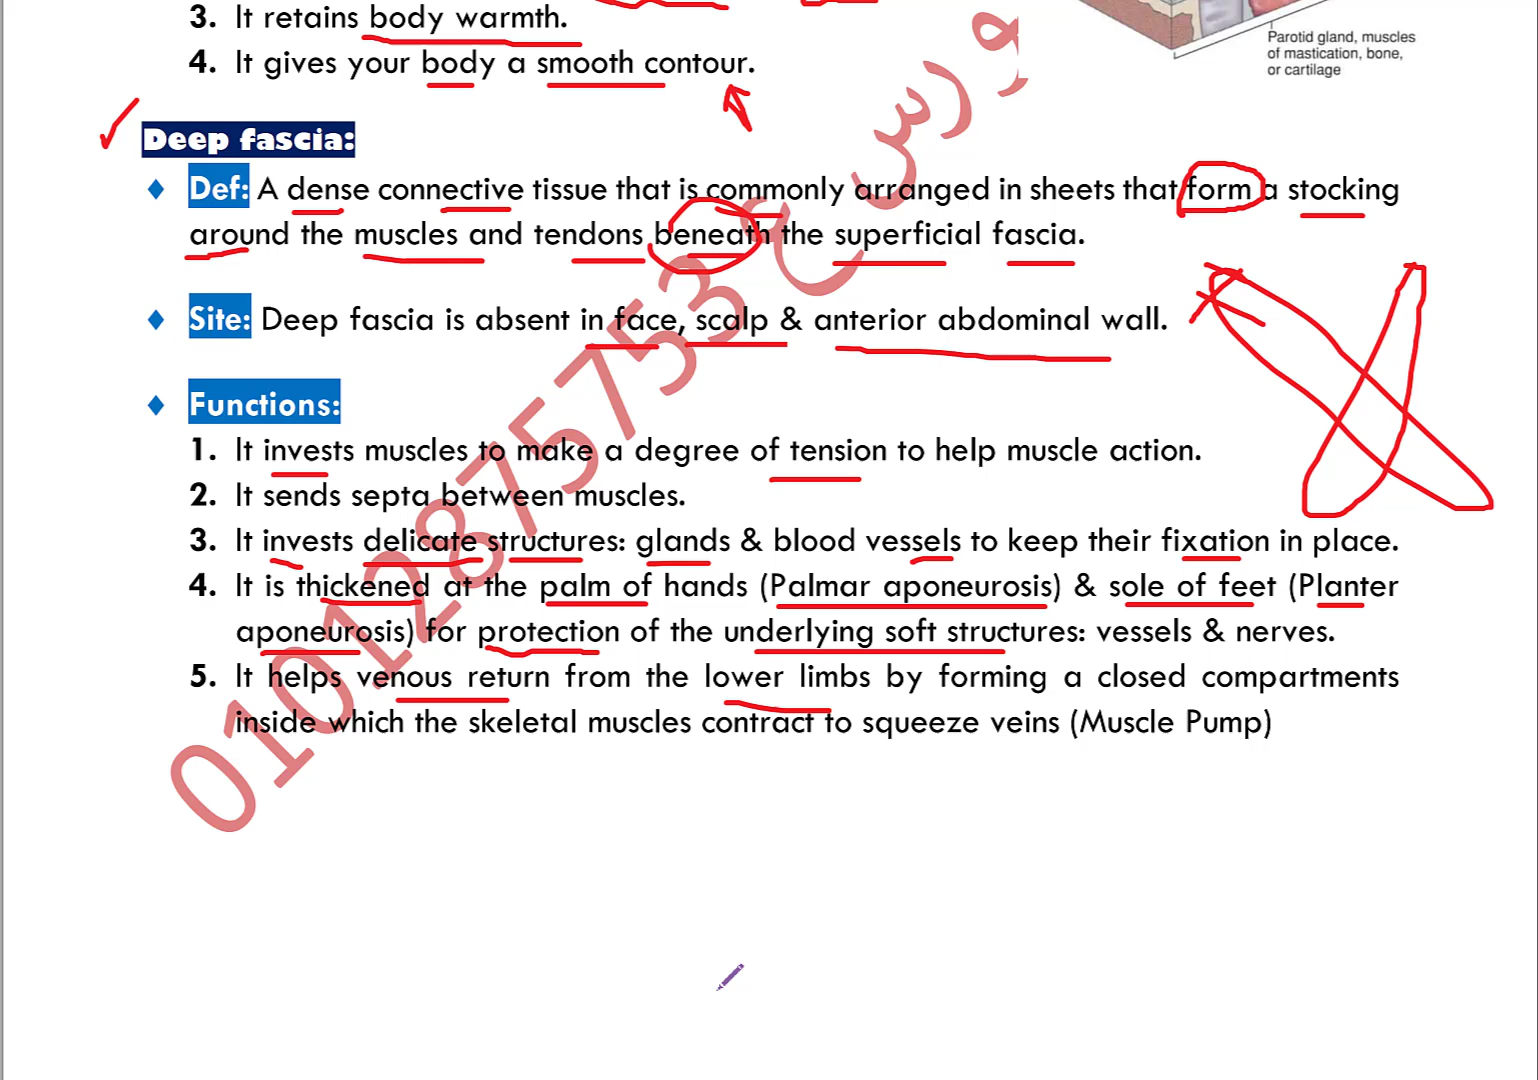 3. It retains body warmth.
4. It gives your body a smooth contour.
Parotid gland, muscles
of mastication, bone,
or cartilage
Deep fascia:
♦ Def: A dense connective tissue that is commonly arranged in sheets that form a stocking
around the muscles and tendons beneath the superficial fascia.
♦ Site: Deep fascia is absent in face, scalp & anterior abdominal wall.
♦ Functions:
1. It invests muscles to make a degree of tension to help muscle action.
2. It sends septa between muscles.
3. It invests delicate structures: glands & blood vessels to keep their fixation in place.
4. It is thickened at the palm of hands (Palmar aponeurosis) & sole of feet (Planter
aponeurosis) for protection of the underlying soft structures: vessels & nerves.
5. It helps venous return from the lower limbs by forming a closed compartments
inside which the skeletal muscles contract to squeeze veins (Muscle Pump)
01012875753